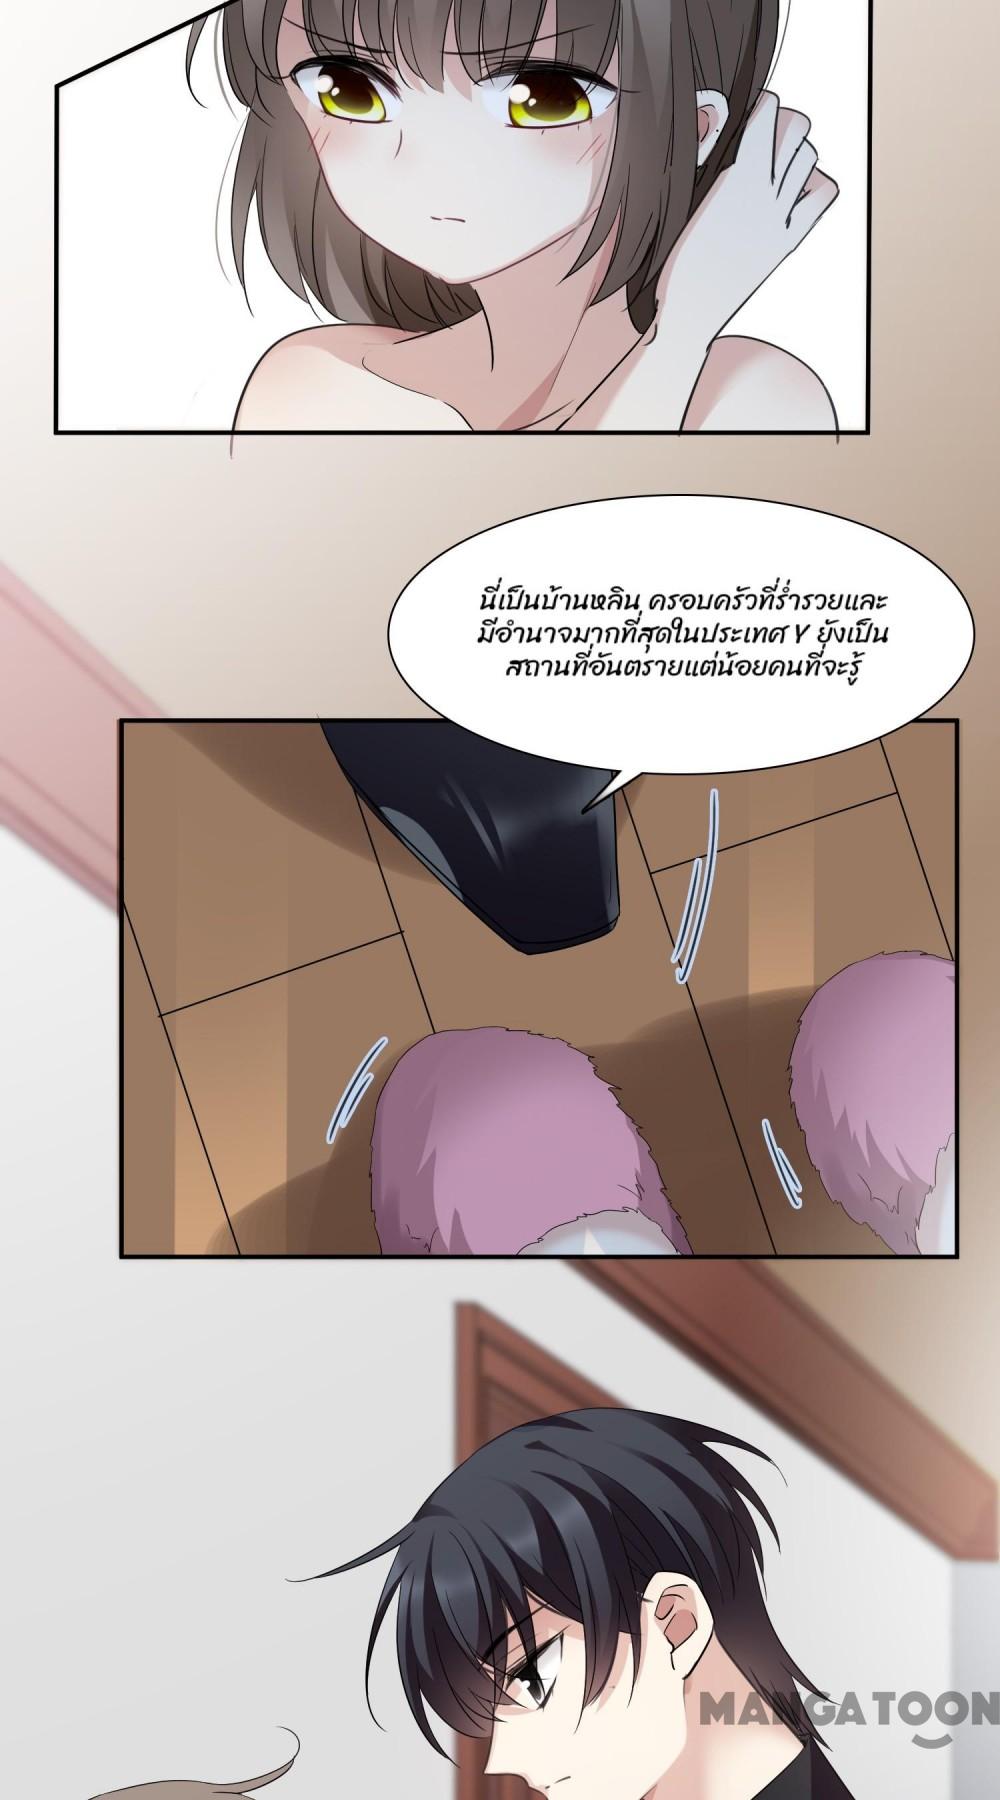 นี่เป็นบ้านหลิน ครอบครัวที่ร่ำรวยและ
มีอำนาจมากที่สุดในประเทศ Y ยังเป็น
สถานที่อันตรายแต่น้อยคนที่จะรู้
MANGATOON